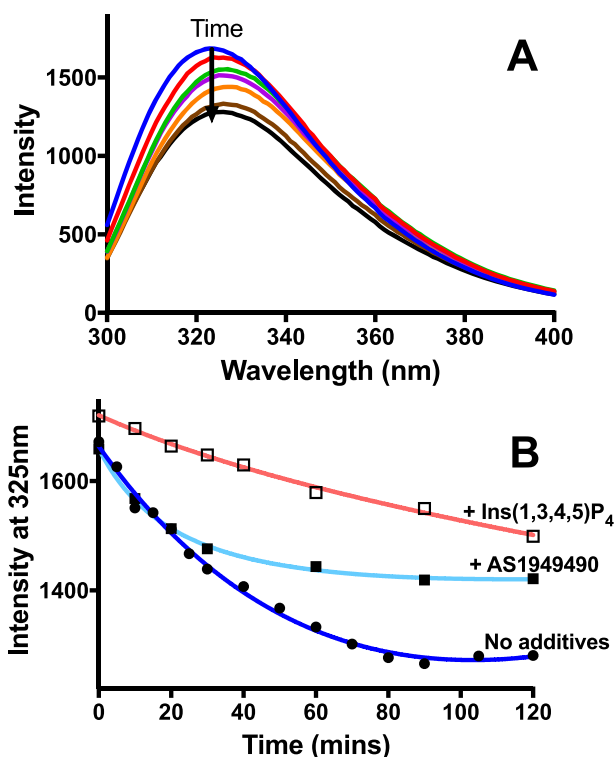 Time
A
Intensity
1500
1000
500
0
300 320 340 360 380 400
Wavelength (nm)
B
Intensity at 325nm
1600
1400
+ Ins(1,3,4,5)P₄
+ AS1949490
No additives
0 20 40 60 80 100 120
Time (mins)